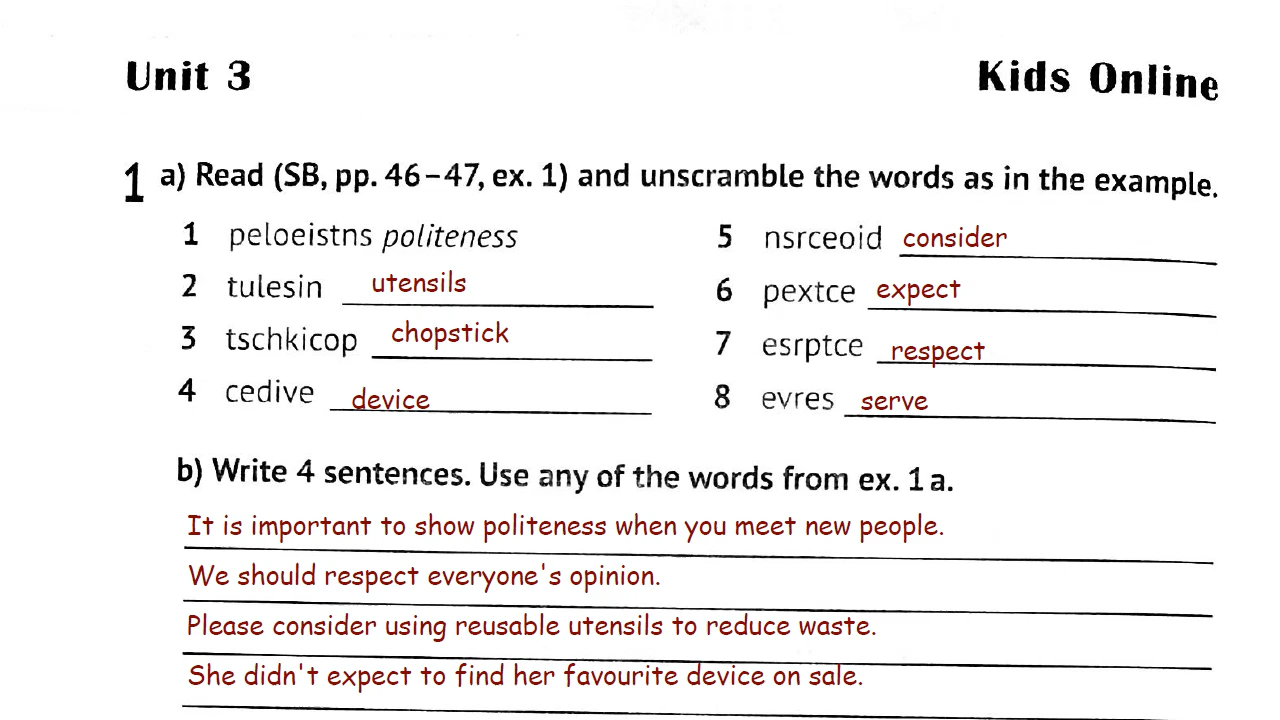 Unit 3 Kids Online
1 a) Read (SB, pp. 46–47, ex. 1) and unscramble the words as in the example.
1 peloeistns politeness
2 tulesin utensils
3 tschkicop chopstick
4 cedive device
5 nsrceoid consider
6 pextce expect
7 esrptce respect
8 evres serve
b) Write 4 sentences. Use any of the words from ex. 1 a.
It is important to show politeness when you meet new people.
We should respect everyone's opinion.
Please consider using reusable utensils to reduce waste.
She didn't expect to find her favourite device on sale.